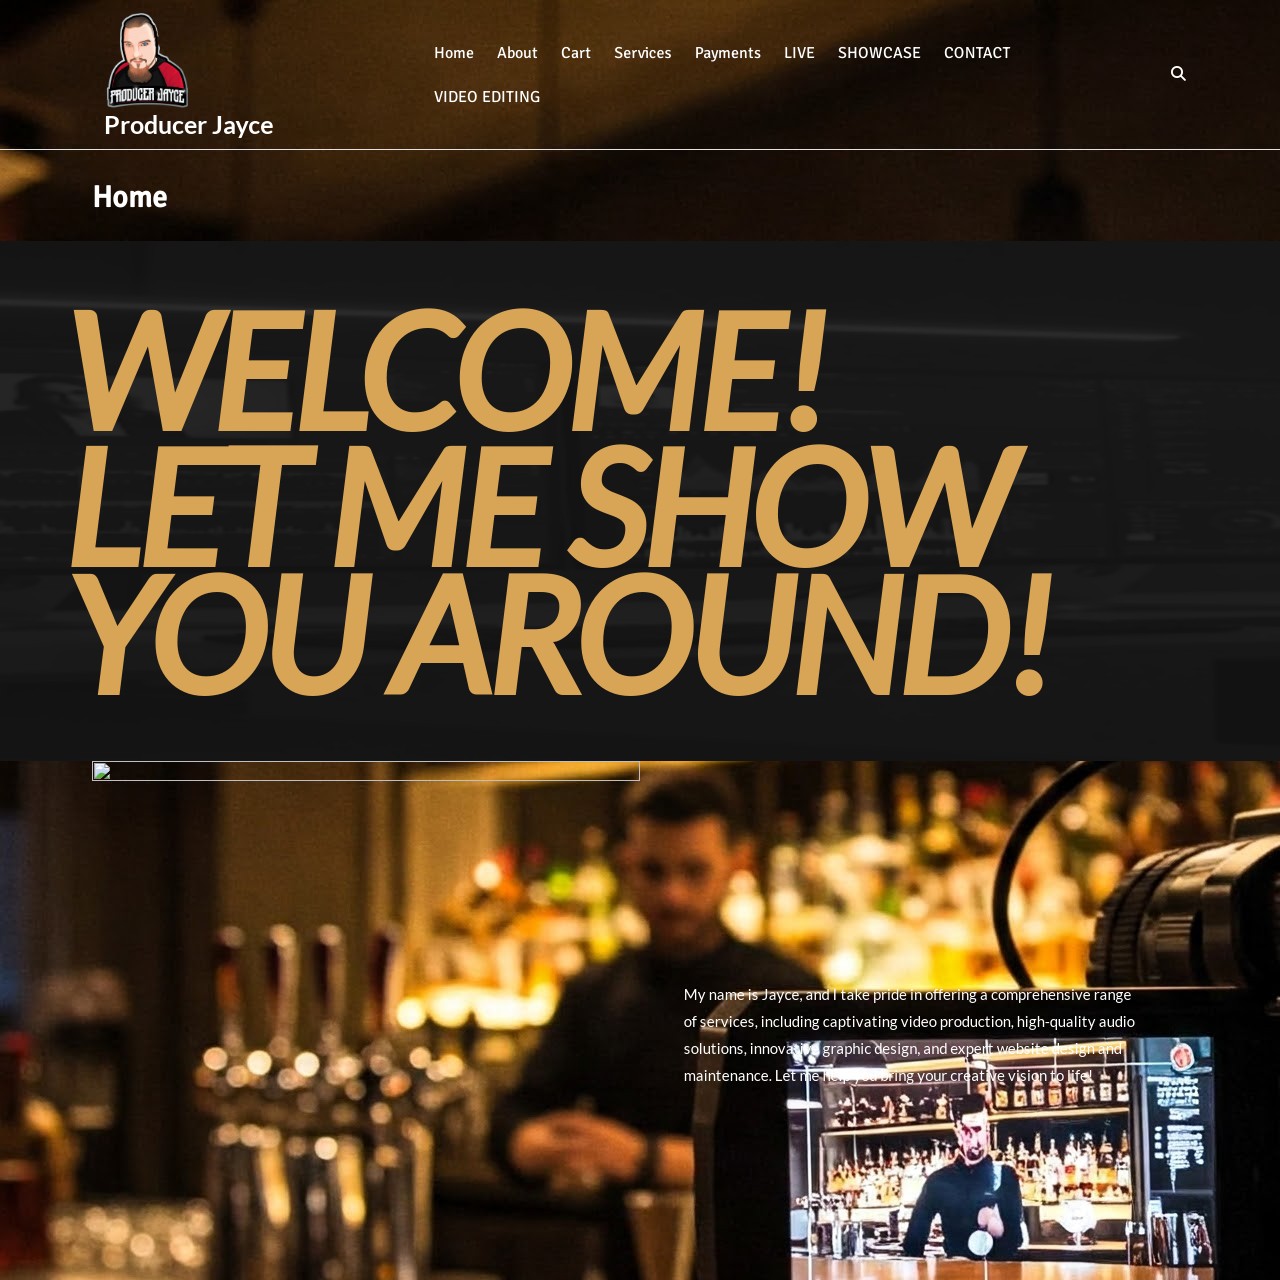 PRODUCER JAYCE
Producer Jayce
Home About Cart Services Payments LIVE SHOWCASE CONTACT
VIDEO EDITING
Home
WELCOME!
LET ME SHOW
YOU AROUND!
My name is Jayce, and I take pride in offering a comprehensive range
of services, including captivating video production, high-quality audio
solutions, innovative graphic design, and expert website design and
maintenance. Let me help you bring your creative vision to life!